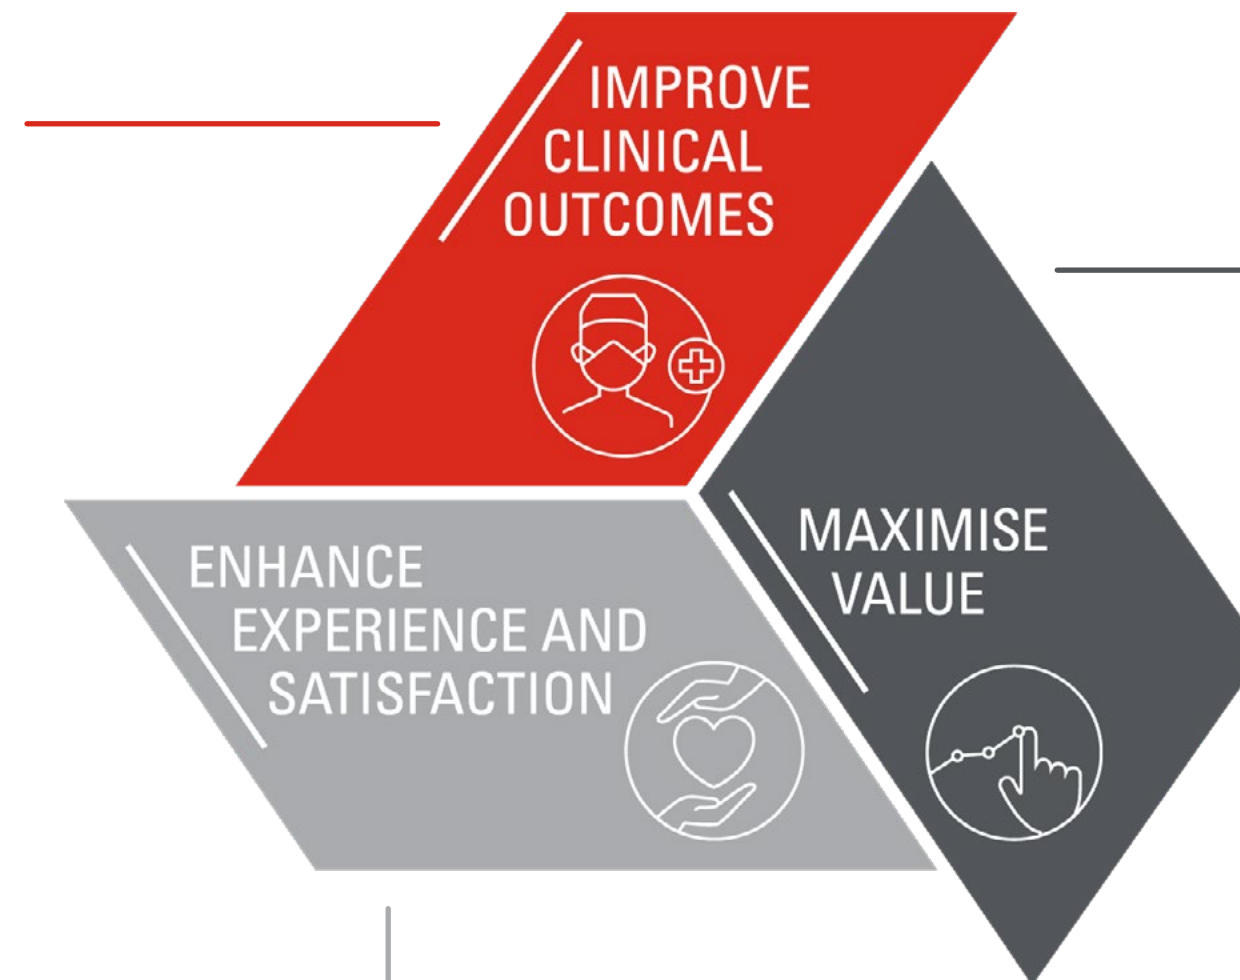 IMPROVE
CLINICAL
OUTCOMES
MAXIMISE
VALUE
ENHANCE
EXPERIENCE AND
SATISFACTION